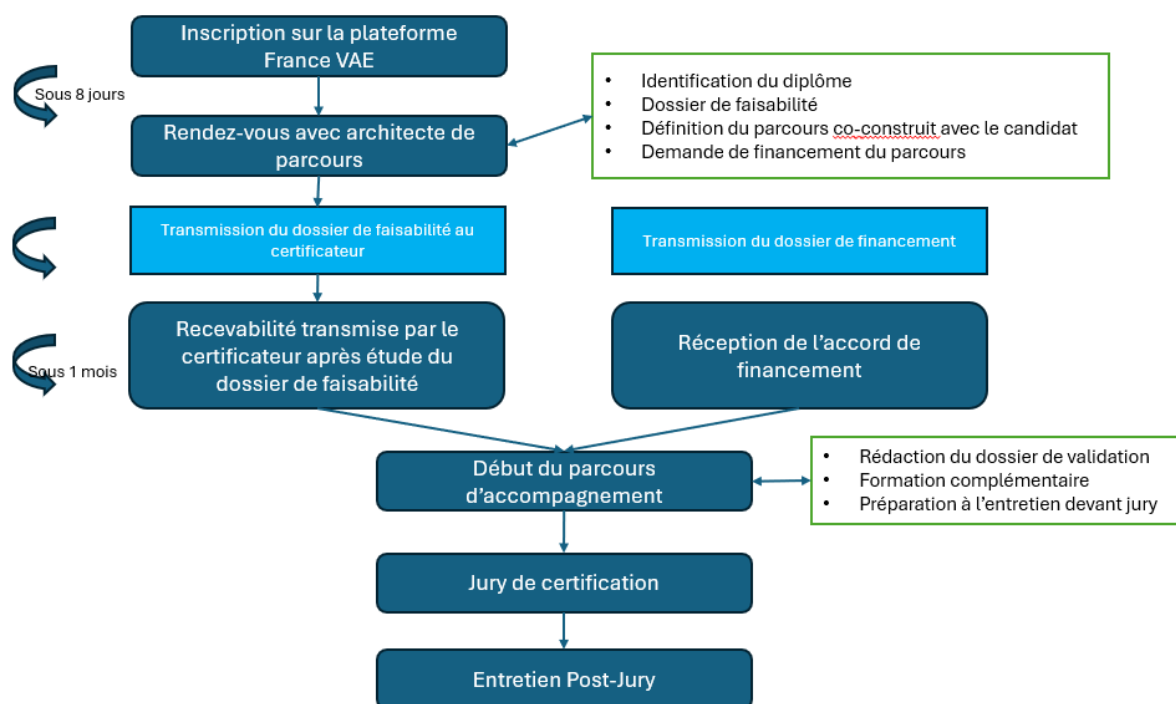 Inscription sur la plateforme
France VAE
Sous 8 jours
• Identification du diplôme
• Dossier de faisabilité
• Définition du parcours co-construit avec le candidat
• Demande de financement du parcours
Rendez-vous avec architecte de
parcours
Transmission du dossier de faisabilité au
certificateur
Transmission du dossier de financement
Recevabilité transmise par le
certificateur après étude du
dossier de faisabilité
Sous 1 mois
Réception de l’accord de
financement
Début du parcours
d’accompagnement
• Rédaction du dossier de validation
• Formation complémentaire
• Préparation à l’entretien devant jury
Jury de certification
Entretien Post-Jury